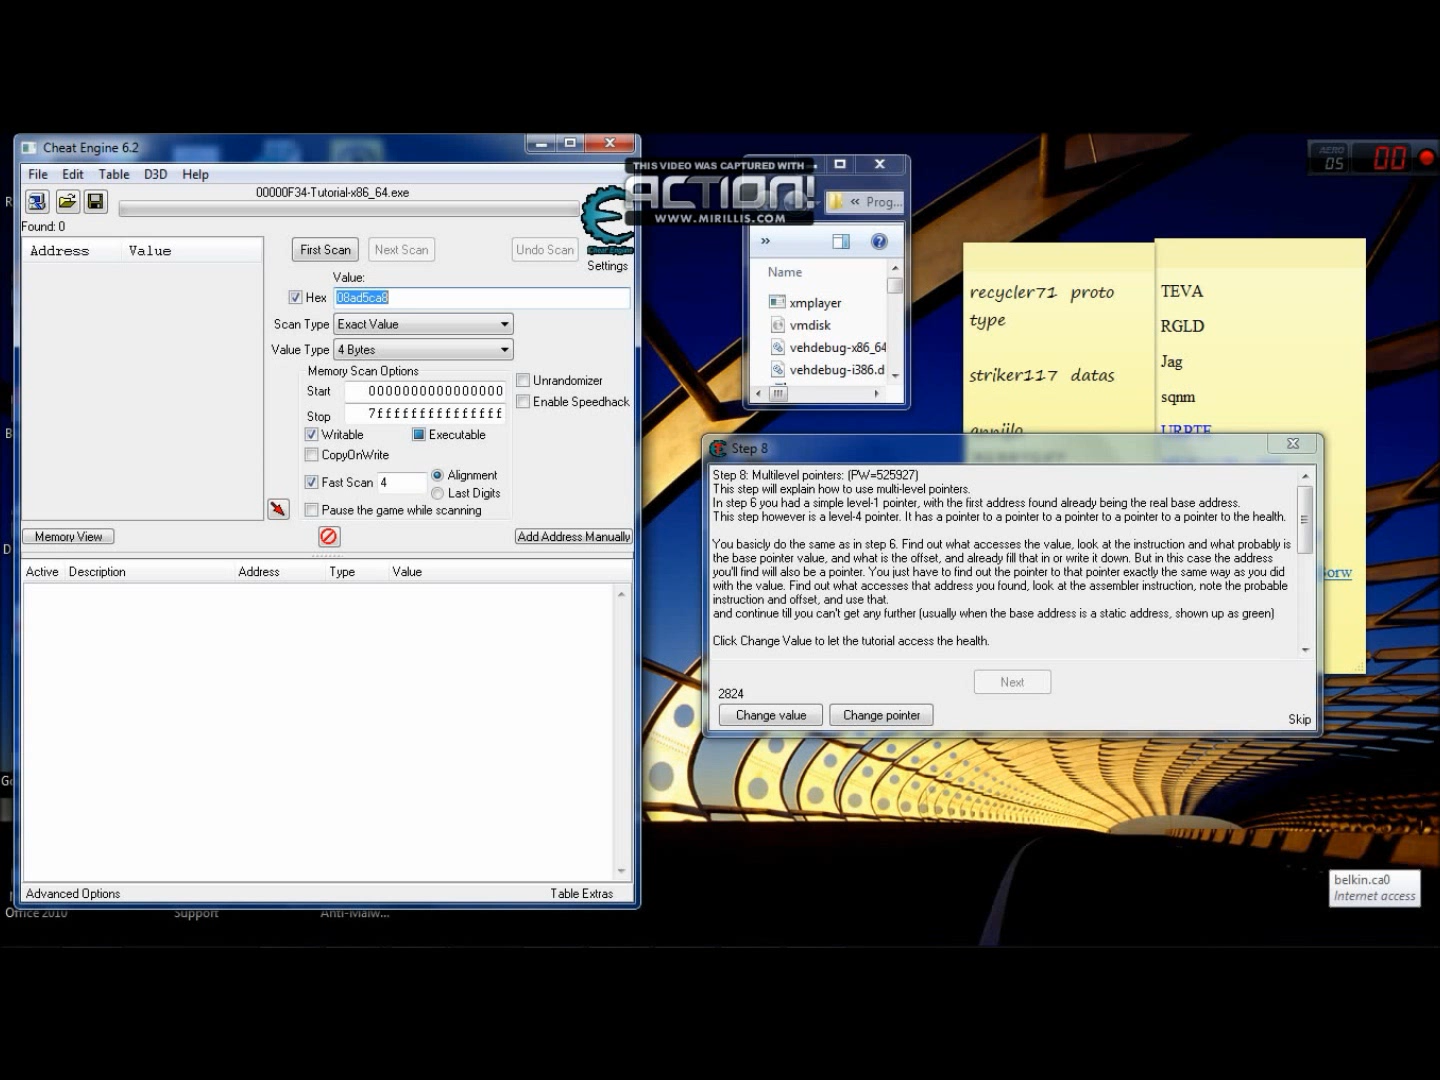 Cheat Engine 6.2
File Edit Table D3D Help
00000F34-Tutorial-x86_64.exe
Found: 0
Address Value
First Scan Next Scan Undo Scan
Settings
Value:
Hex 08ad5ca8
Scan Type Exact Value
Value Type 4 Bytes
Memory Scan Options
Start 0000000000000000
Stop 7fffffffffffffff
Unrandomizer
Enable Speedhack
Writable Executable
CopyOnWrite
Fast Scan 4 Alignment
Last Digits
Pause the game while scanning
Memory View Add Address Manually
Active Description Address Type Value
Advanced Options Table Extras
Office 2010 Support Anti-Malw...
THIS VIDEO WAS CAPTURED WITH
ACTION!
WWW.MIRILLIS.COM
« Prog...
»
Name
xmplayer
vmdisk
vehdebug-x86_64
vehdebug-i386.d
AERO
05 00
recycler71 proto
type
striker117 datas
TEVA
RGLD
Jag
sqnm
Step 8
Step 8: Multilevel pointers: (PW=525927)
This step will explain how to use multi-level pointers.
In step 6 you had a simple level-1 pointer, with the first address found already being the real base address.
This step however is a level-4 pointer. It has a pointer to a pointer to a pointer to a pointer to a pointer to the health.
You basicly do the same as in step 6. Find out what accesses the value, look at the instruction and what probably is
the base pointer value, and what is the offset, and already fill that in or write it down. But in this case the address
you'll find will also be a pointer. You just have to find out the pointer to that pointer exactly the same way as you did
with the value. Find out what accesses that address you found, look at the assembler instruction, note the probable
instruction and offset, and use that.
and continue till you can't get any further (usually when the base address is a static address, shown up as green)
Click Change Value to let the tutorial access the health.
Next
2824
Change value Change pointer
Skip
belkin.ca0
Internet access